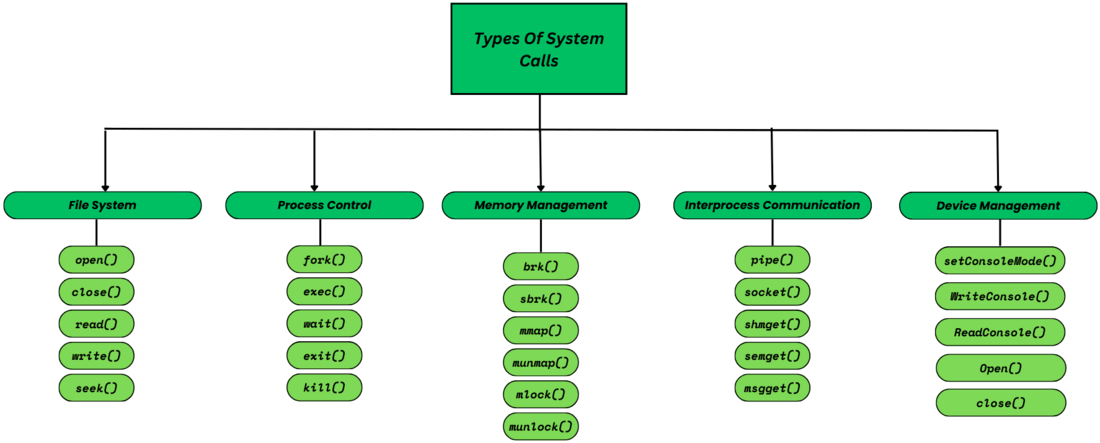 Types Of System
Calls
File System
Process Control
Memory Management
Interprocess Communication
Device Management
open()
close()
read()
write()
seek()
fork()
exec()
wait()
exit()
kill()
brk()
sbrk()
mmap()
munmap()
mlock()
munlock()
pipe()
socket()
shmget()
semget()
msgget()
setConsoleMode()
WriteConsole()
ReadConsole()
Open()
close()